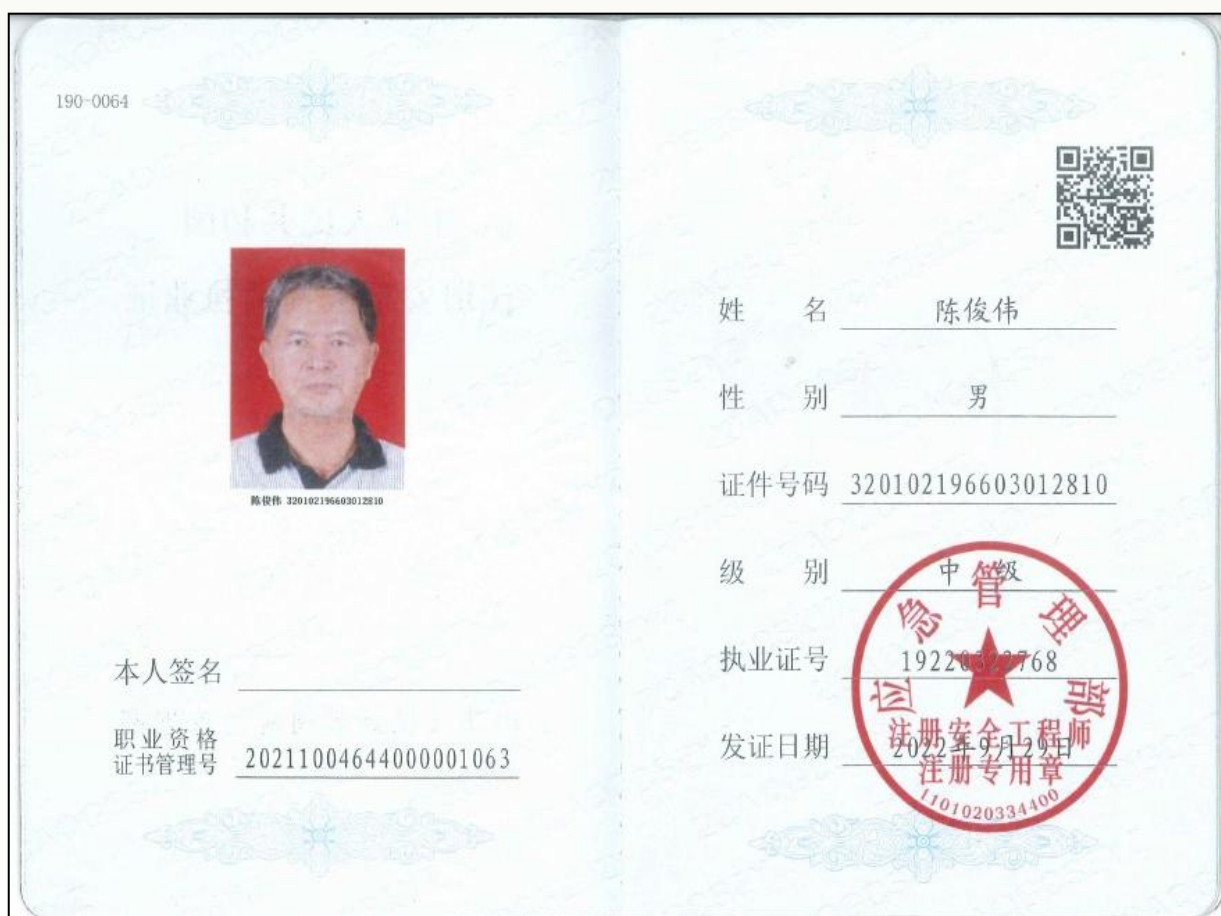 190-0064
陈俊伟 320102196603012810
本人签名
职业资格
证书管理号 20211004644000001063
姓 名 陈俊伟
性 别 男
证件号码 320102196603012810
级 别 中 级
执业证号 19220322768
发证日期 2022年9月29日
应急管理部
注册安全工程师
注册专用章
1101020334400